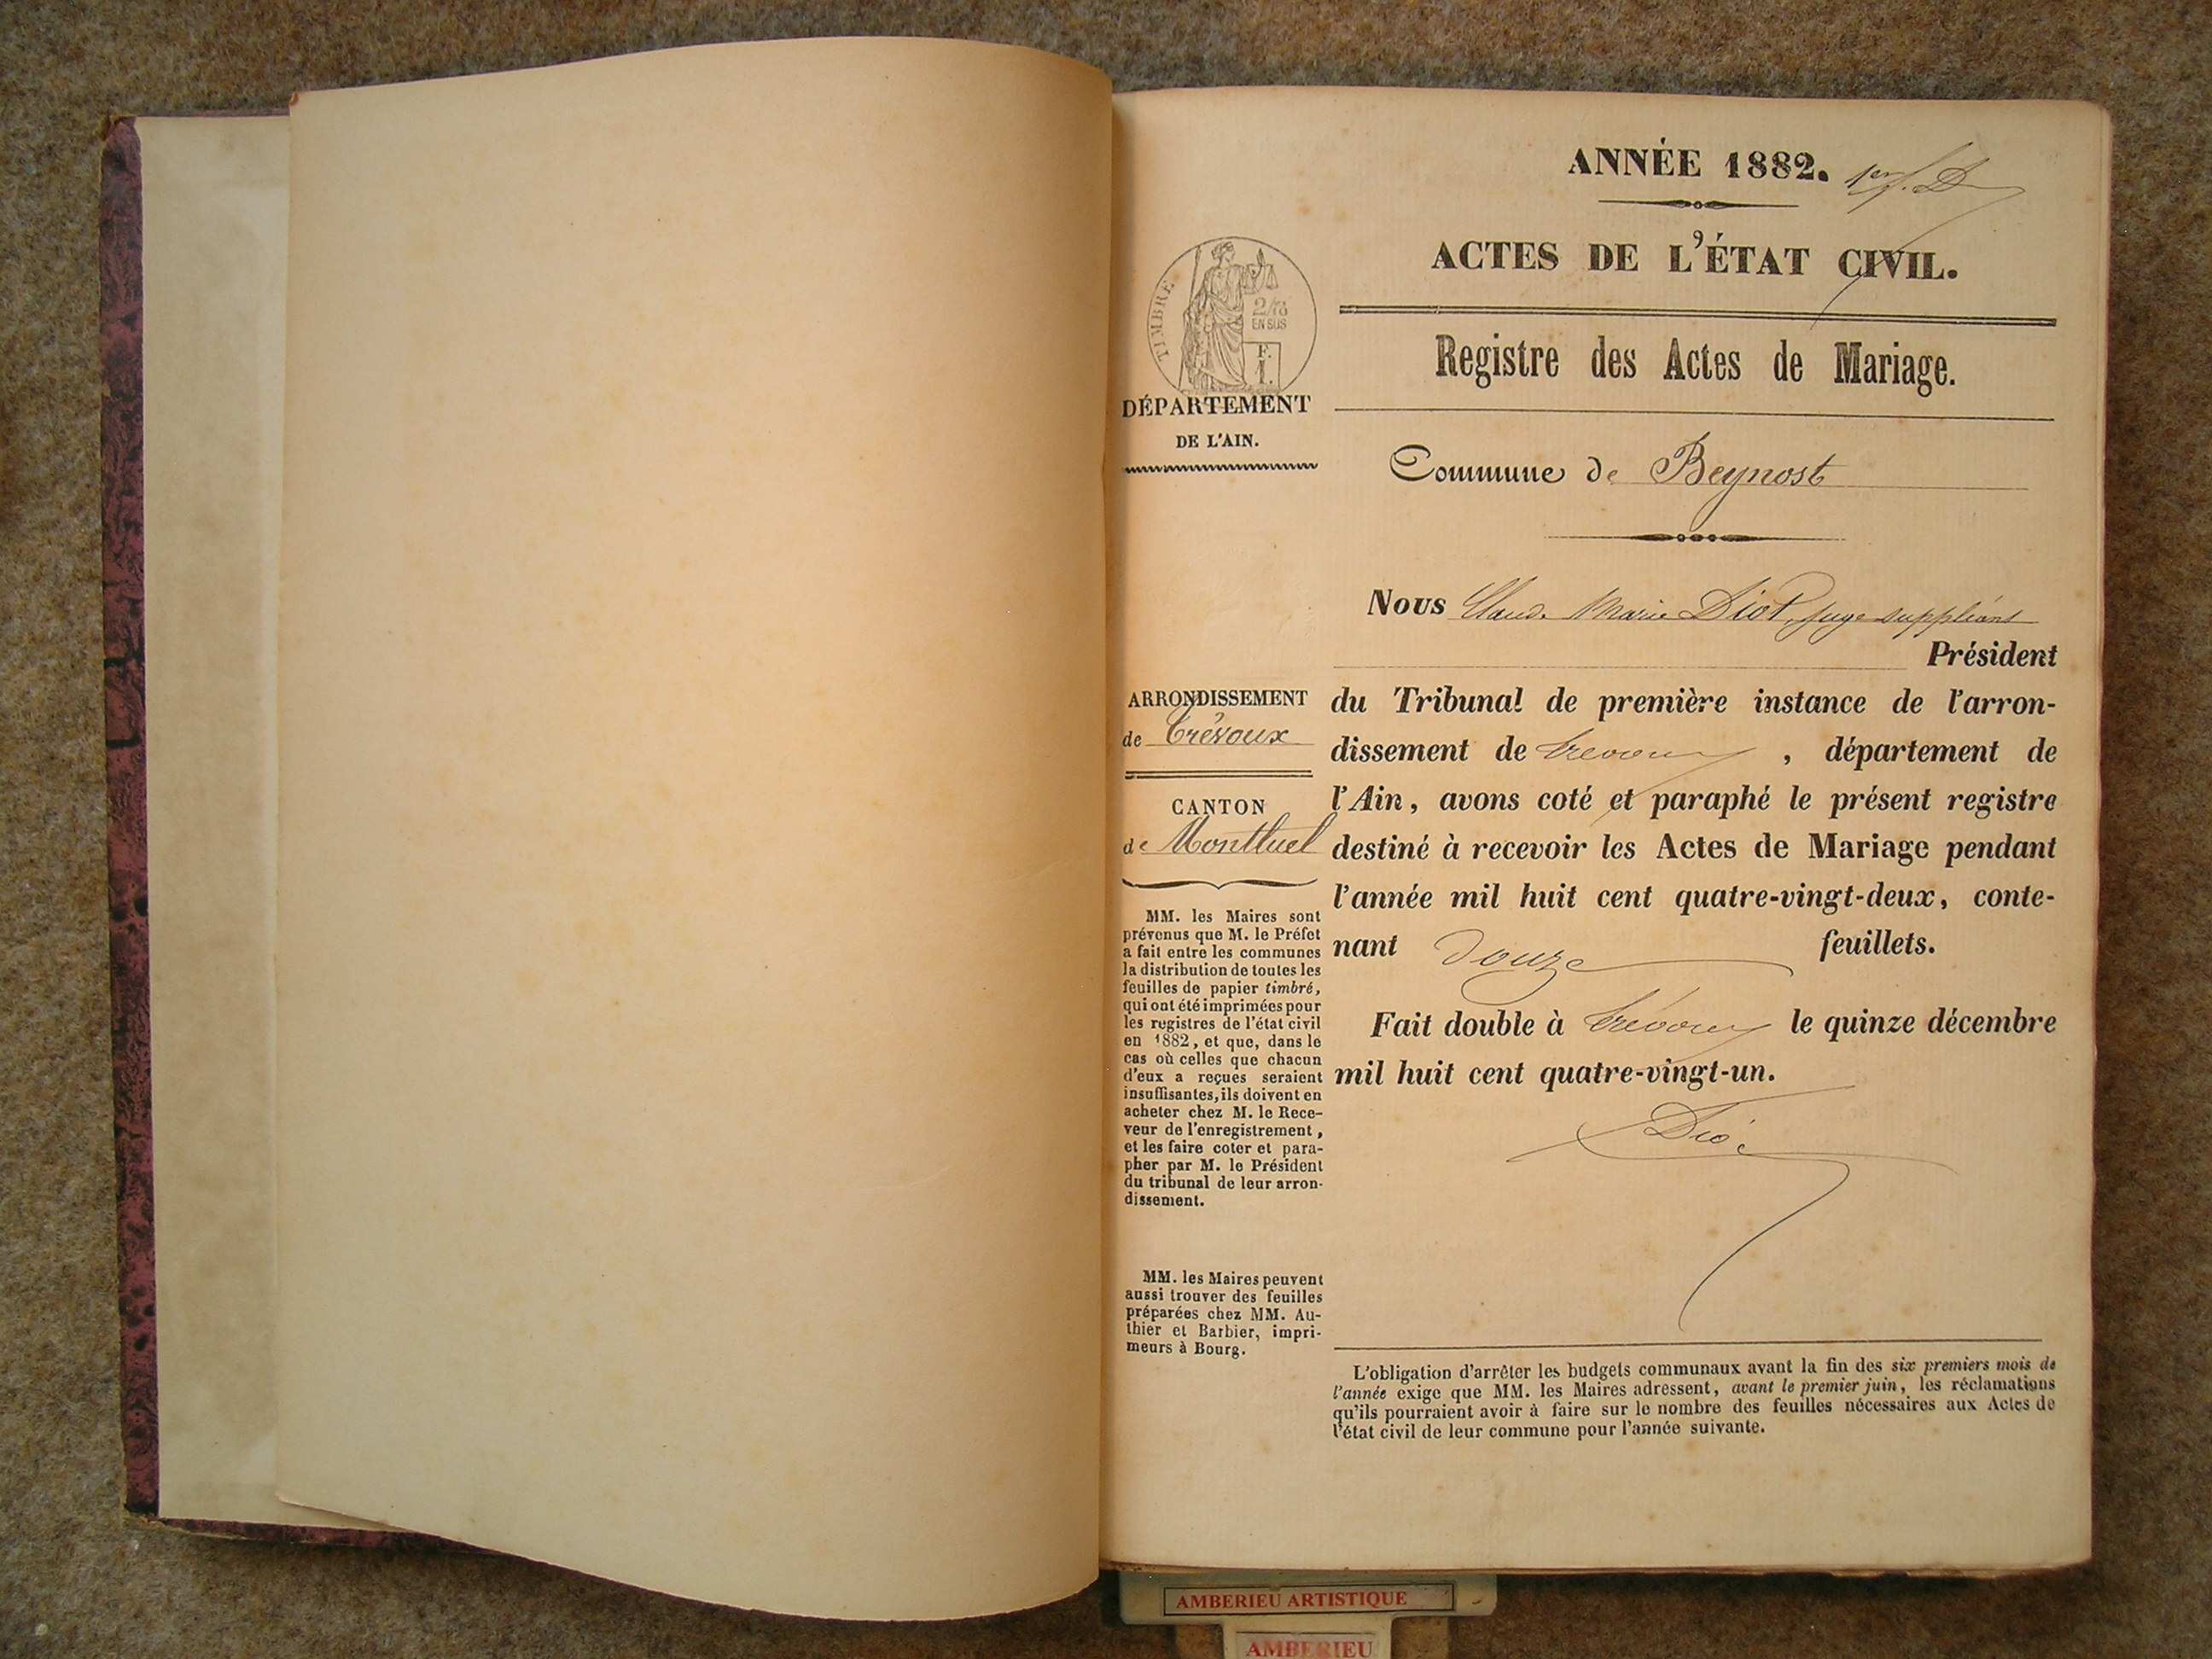 ANNÉE 1882.
ACTES DE L'ÉTAT CIVIL.
Registre des Actes de Mariage.
TIMBRE
2/10
EN SUS
F.
1.
DÉPARTEMENT
DE L'AIN.
Commune de Beynost
Nous Claude Marie Diot, juge suppléant
Président
du Tribunal de première instance de l'arron-
dissement de Trévoux, département de
l'Ain, avons coté et paraphé le présent registre
destiné à recevoir les Actes de Mariage pendant
l'année mil huit cent quatre-vingt-deux, conte-
nant Douze feuillets.
Fait double à Trévoux le quinze décembre
mil huit cent quatre-vingt-un.
ARRONDISSEMENT
de Trévoux
CANTON
de Montluel
MM. les Maires sont
prévenus que M. le Préfet
a fait entre les communes
la distribution de toutes les
feuilles de papier timbré,
qui ont été imprimées pour
les registres de l'état civil
en 1882, et que, dans le
cas où celles que chacun
d'eux a reçues seraient
insuffisantes, ils doivent en
acheter chez M. le Rece-
veur de l'enregistrement,
et les faire coter et para-
pher par M. le Président
du tribunal de leur arron-
dissement.
MM. les Maires peuvent
aussi trouver des feuilles
préparées chez MM. Au-
thier et Barbier, impri-
meurs à Bourg.
L'obligation d'arrêter les budgets communaux avant la fin des six premiers mois de
l'année exige que MM. les Maires adressent, avant le premier juin, les réclamations
qu'ils pourraient avoir à faire sur le nombre des feuilles nécessaires aux Actes de
l'état civil de leur commune pour l'année suivante.
AMBERIEU ARTISTIQUE
AMBERIEU